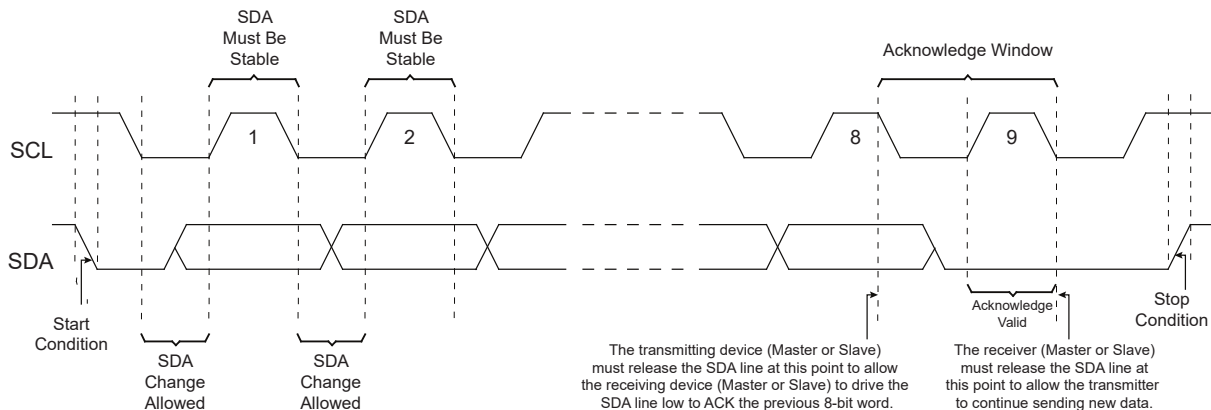 SDA
Must Be
Stable
SDA
Must Be
Stable
Acknowledge Window
SCL
1
2
8
9
SDA
Start
Condition
SDA
Change
Allowed
SDA
Change
Allowed
Acknowledge
Valid
Stop
Condition
The transmitting device (Master or Slave)
must release the SDA line at this point to allow
the receiving device (Master or Slave) to drive the
SDA line low to ACK the previous 8-bit word.
The receiver (Master or Slave)
must release the SDA line at
this point to allow the transmitter
to continue sending new data.